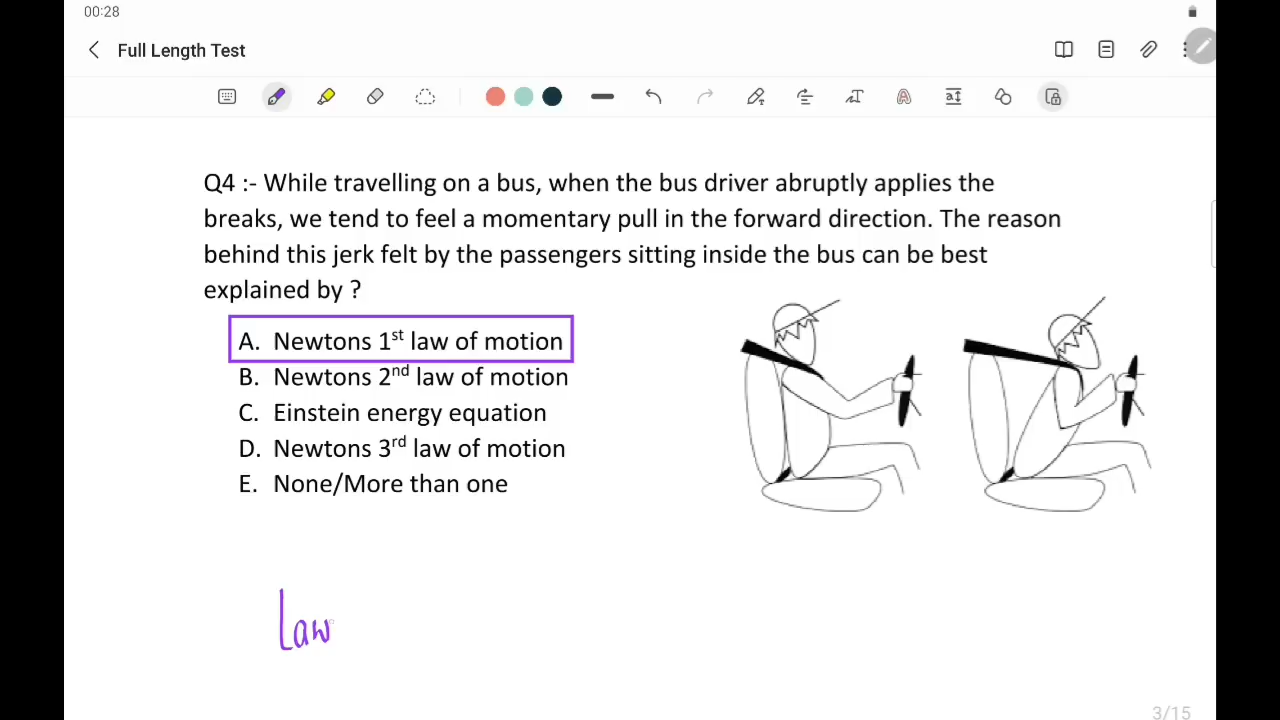 00:28
Full Length Test
Q4 :- While travelling on a bus, when the bus driver abruptly applies the
breaks, we tend to feel a momentary pull in the forward direction. The reason
behind this jerk felt by the passengers sitting inside the bus can be best
explained by ?
A. Newtons 1st law of motion
B. Newtons 2nd law of motion
C. Einstein energy equation
D. Newtons 3rd law of motion
E. None/More than one
Law
3/15